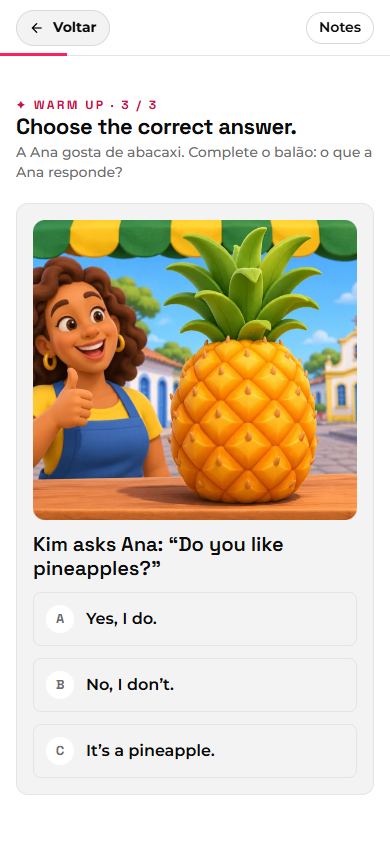 ← Voltar
Notes
✦ WARM UP · 3 / 3
Choose the correct answer.
A Ana gosta de abacaxi. Complete o balão: o que a
Ana responde?
Kim asks Ana: “Do you like
pineapples?”
A Yes, I do.
B No, I don’t.
C It’s a pineapple.